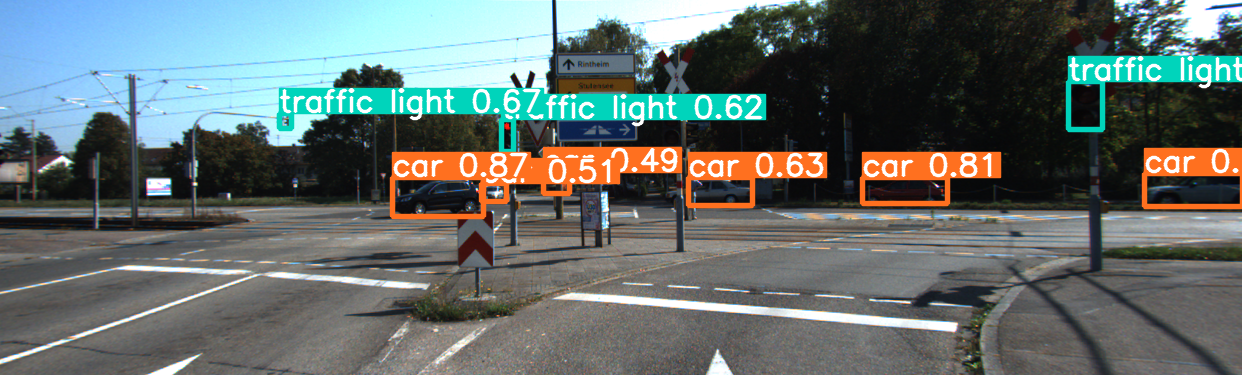 Rintheim
traffic light
traffic light 0.67
ffic light 0.62
car 0.87
0.51
0.49
car 0.63
car 0.81
car 0.